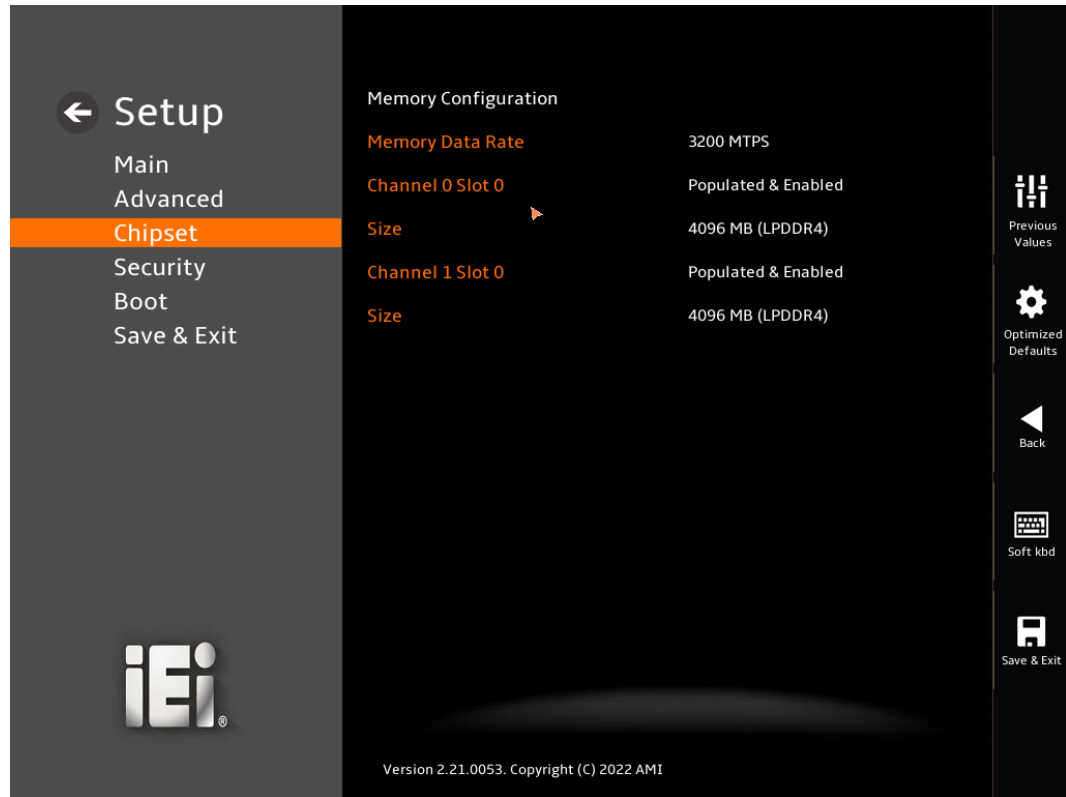 Setup
Main
Advanced
Chipset
Security
Boot
Save & Exit
iEi®
Memory Configuration
Memory Data Rate 3200 MTPS
Channel 0 Slot 0 Populated & Enabled
Size 4096 MB (LPDDR4)
Channel 1 Slot 0 Populated & Enabled
Size 4096 MB (LPDDR4)
Version 2.21.0053. Copyright (C) 2022 AMI
Previous
Values
Optimized
Defaults
Back
Soft kbd
Save & Exit